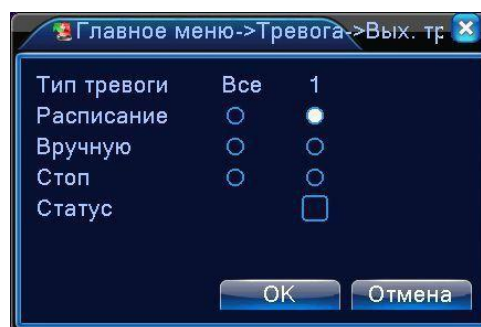 Главное меню->Тревога->Вых. тр
Тип тревоги Все 1
Расписание
Вручную
Стоп
Статус
OK Отмена